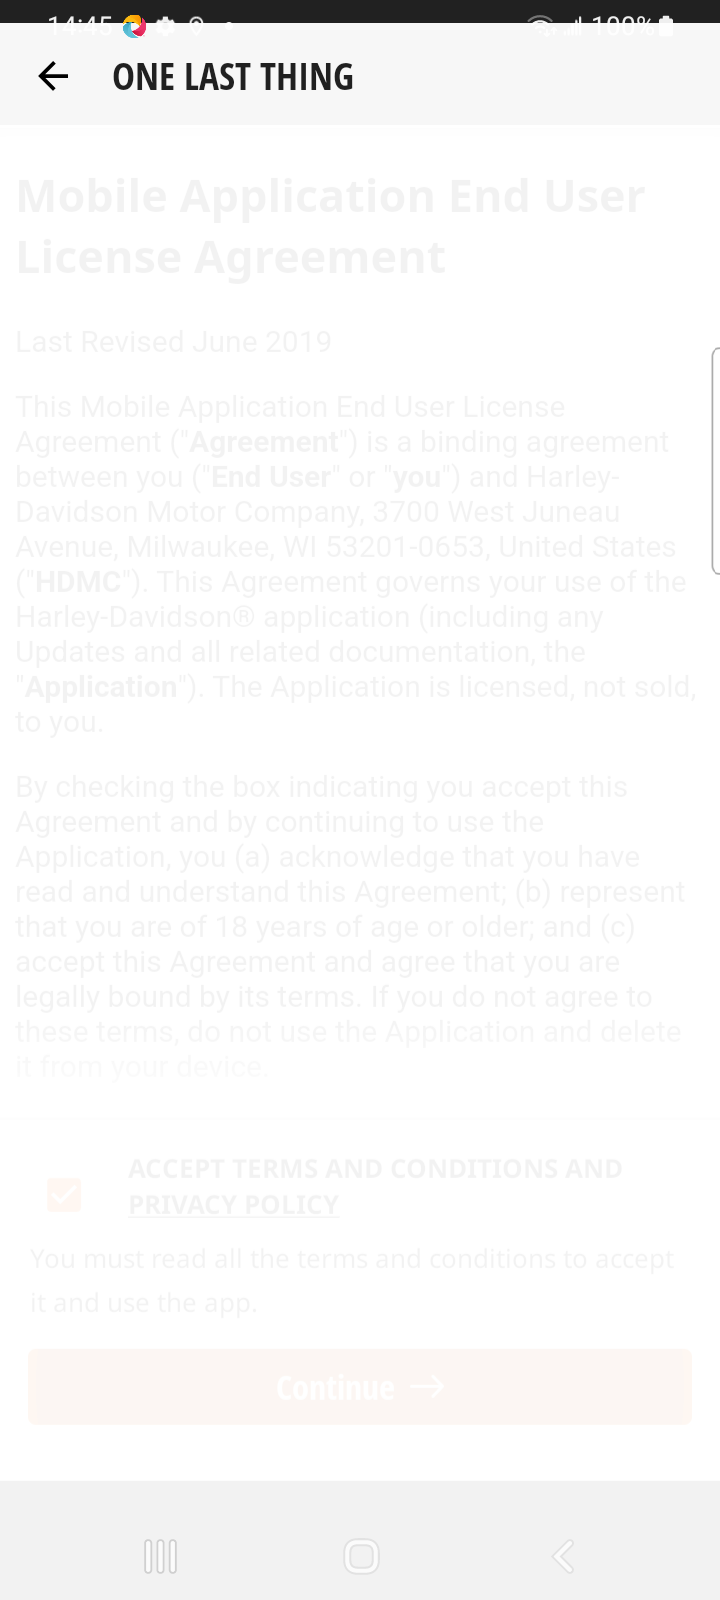 14:45
100%
ONE LAST THING
Mobile Application End User
License Agreement
Last Revised June 2019
This Mobile Application End User License
Agreement ("Agreement") is a binding agreement
between you ("End User" or "you") and Harley-
Davidson Motor Company, 3700 West Juneau
Avenue, Milwaukee, WI 53201-0653, United States
("HDMC"). This Agreement governs your use of the
Harley-Davidson® application (including any
Updates and all related documentation, the
"Application"). The Application is licensed, not sold,
to you.
By checking the box indicating you accept this
Agreement and by continuing to use the
Application, you (a) acknowledge that you have
read and understand this Agreement; (b) represent
that you are of 18 years of age or older; and (c)
accept this Agreement and agree that you are
legally bound by its terms. If you do not agree to
these terms, do not use the Application and delete
it from your device.
ACCEPT TERMS AND CONDITIONS AND
PRIVACY POLICY
You must read all the terms and conditions to accept
it and use the app.
Continue